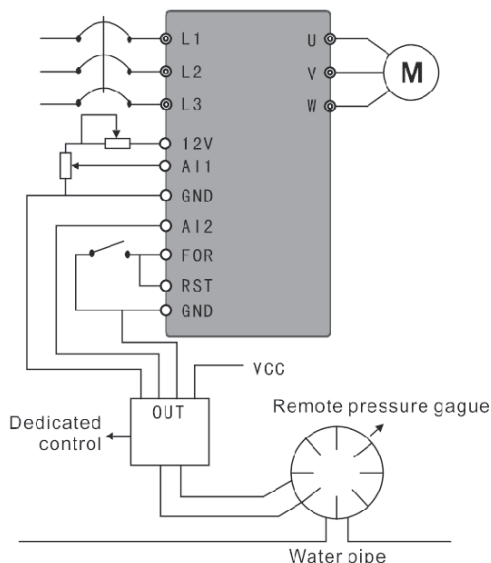 L1
U
L2
V
M
L3
W
12V
AI1
GND
AI2
FOR
RST
GND
VCC
OUT
Dedicated
control
Remote pressure gague
Water pipe